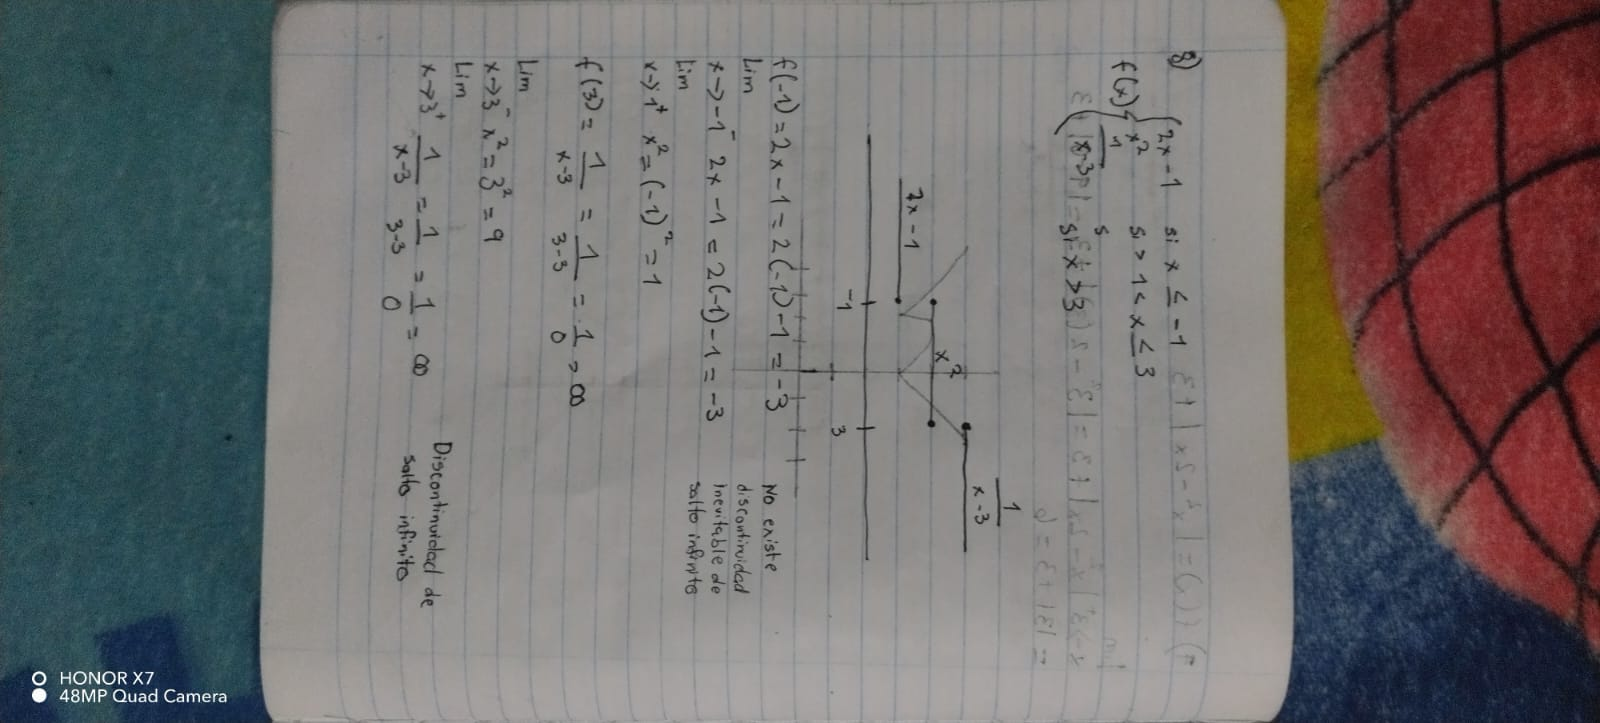 8)
{2x-1 si x ≤ -1
f(x){x² si > 1 < x ≤ 3
1
x-3 si x > 3
2x-1
x²
1
x-3
-1
3
f(-1) = 2x-1 = 2(-1)-1 = -3
Lim
x→-1⁻ 2x-1 = 2(-1)-1 = -3
Lim
x→1⁺ x² = (-1)² = 1
No existe
discontinuidad
inevitable de
salto infinito
f(3) = 1/x-3 = 1/3-3 = 1/0 = ∞
Lim
x→3⁻ x² = 3² = 9
Lim
x→3⁺ 1/x-3 = 1/3-3 = 1/0 = ∞
Discontinuidad de
salto infinito
HONOR X7
48MP Quad Camera